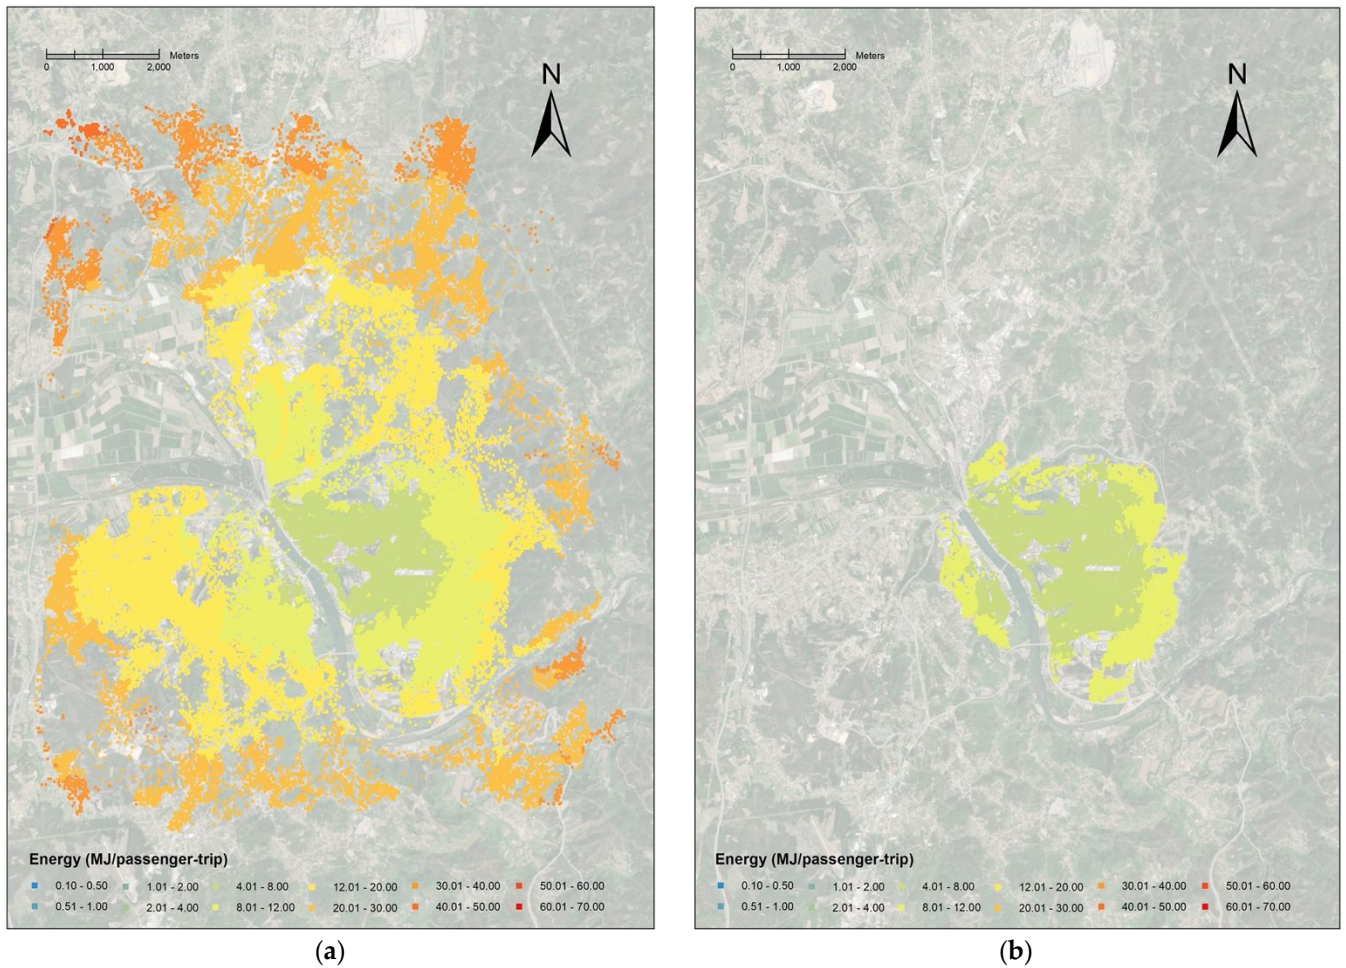 Meters
0 1,000 2,000
N
Energy (MJ/passenger-trip)
0.10 - 0.50 1.01 - 2.00 4.01 - 8.00 12.01 - 20.00 30.01 - 40.00 50.01 - 60.00
0.51 - 1.00 2.01 - 4.00 8.01 - 12.00 20.01 - 30.00 40.01 - 50.00 60.01 - 70.00
(a)
Meters
0 1,000 2,000
N
Energy (MJ/passenger-trip)
0.10 - 0.50 1.01 - 2.00 4.01 - 8.00 12.01 - 20.00 30.01 - 40.00 50.01 - 60.00
0.51 - 1.00 2.01 - 4.00 8.01 - 12.00 20.01 - 30.00 40.01 - 50.00 60.01 - 70.00
(b)